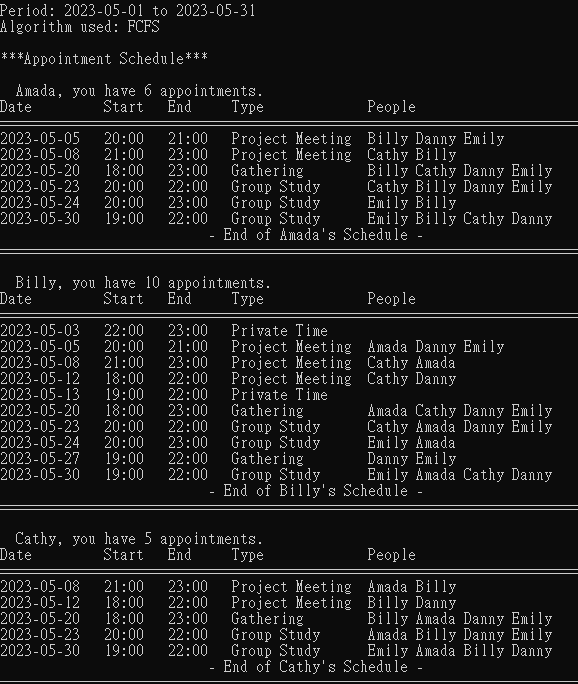 Period: 2023-05-01 to 2023-05-31
Algorithm used: FCFS
***Appointment Schedule***
Amada, you have 6 appointments.
Date Start End Type People
2023-05-05 20:00 21:00 Project Meeting Billy Danny Emily
2023-05-08 21:00 23:00 Project Meeting Cathy Billy
2023-05-20 18:00 23:00 Gathering Billy Cathy Danny Emily
2023-05-23 20:00 22:00 Group Study Cathy Billy Danny Emily
2023-05-24 20:00 23:00 Group Study Emily Billy
2023-05-30 19:00 22:00 Group Study Emily Billy Cathy Danny
- End of Amada's Schedule -
Billy, you have 10 appointments.
Date Start End Type People
2023-05-03 22:00 23:00 Private Time
2023-05-05 20:00 21:00 Project Meeting Amada Danny Emily
2023-05-08 21:00 23:00 Project Meeting Cathy Amada
2023-05-12 18:00 22:00 Project Meeting Cathy Danny
2023-05-13 19:00 22:00 Private Time
2023-05-20 18:00 23:00 Gathering Amada Cathy Danny Emily
2023-05-23 20:00 22:00 Group Study Cathy Amada Danny Emily
2023-05-24 20:00 23:00 Group Study Emily Amada
2023-05-27 19:00 22:00 Gathering Danny Emily
2023-05-30 19:00 22:00 Group Study Emily Amada Cathy Danny
- End of Billy's Schedule -
Cathy, you have 5 appointments.
Date Start End Type People
2023-05-08 21:00 23:00 Project Meeting Amada Billy
2023-05-12 18:00 22:00 Project Meeting Billy Danny
2023-05-20 18:00 23:00 Gathering Billy Amada Danny Emily
2023-05-23 20:00 22:00 Group Study Amada Billy Danny Emily
2023-05-30 19:00 22:00 Group Study Emily Amada Billy Danny
- End of Cathy's Schedule -